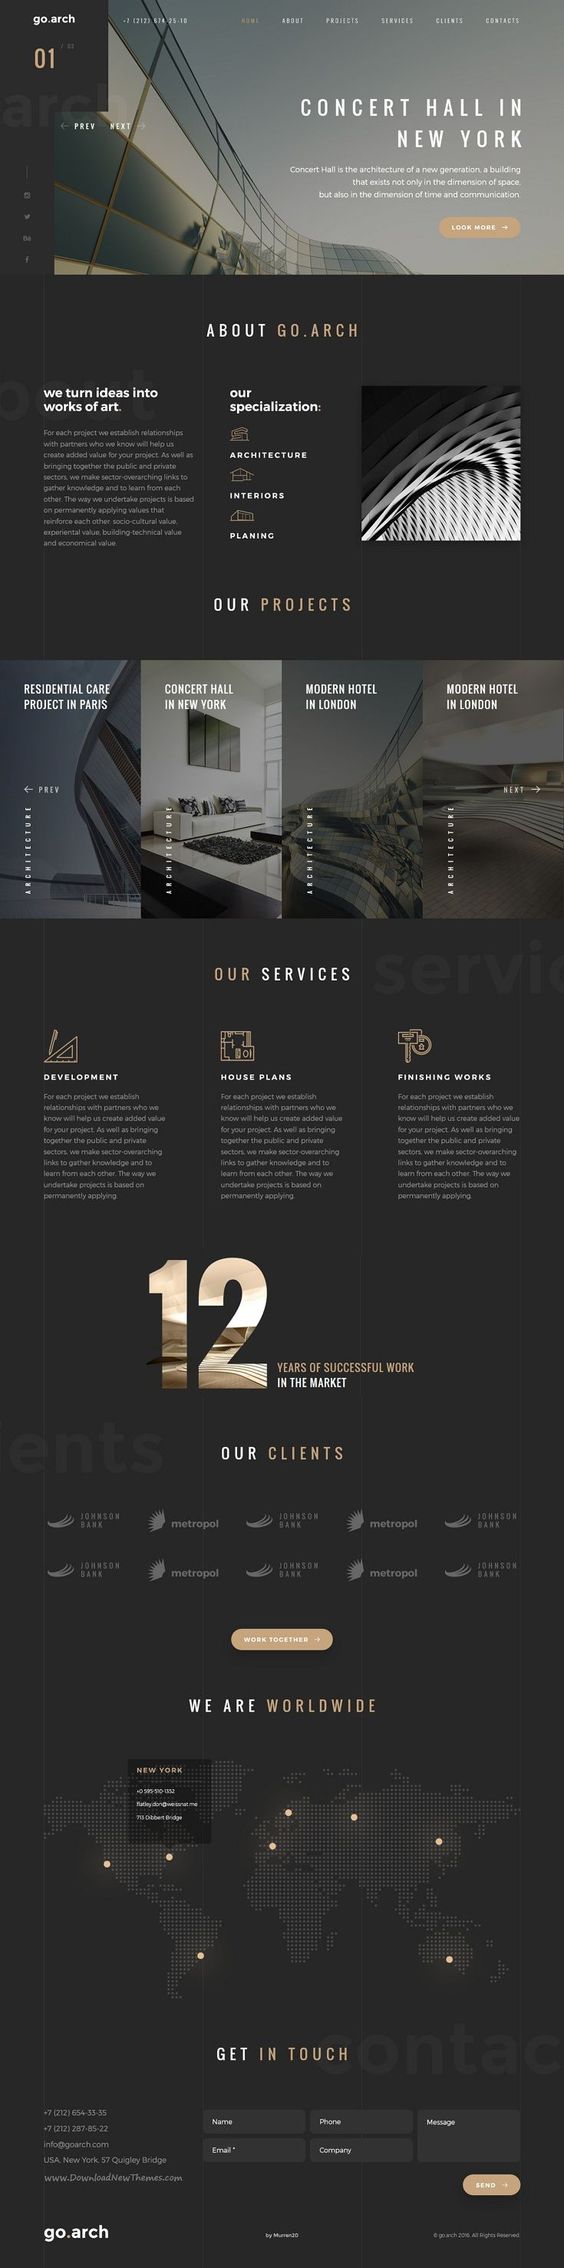 go.arch
+7 (212) 674-25-10
HOME
ABOUT
PROJECTS
SERVICES
CLIENTS
CONTACTS
01
/ 03
arch
PREV
NEXT
CONCERT HALL IN
NEW YORK
Concert Hall is the architecture of a new generation, a building
that exists not only in the dimension of space,
but also in the dimension of time and communication.
LOOK MORE
ABOUT GO.ARCH
bout
we turn ideas into
works of art.
For each project we establish relationships
with partners who we know will help us
create added value for your project. As well as
bringing together the public and private
sectors, we make sector-overarching links to
gather knowledge and to learn from each
other. The way we undertake projects is based
on permanently applying values that
reinforce each other: socio-cultural value,
experiental value, building-technical value
and economical value.
our
specialization:
ARCHITECTURE
INTERIORS
PLANING
OUR PROJECTS
RESIDENTIAL CARE
PROJECT IN PARIS
PREV
ARCHITECTURE
CONCERT HALL
IN NEW YORK
ARCHITECTURE
MODERN HOTEL
IN LONDON
ARCHITECTURE
MODERN HOTEL
IN LONDON
NEXT
ARCHITECTURE
servic
OUR SERVICES
DEVELOPMENT
For each project we establish
relationships with partners who we
know will help us create added value
for your project. As well as bringing
together the public and private
sectors, we make sector-overarching
links to gather knowledge and to
learn from each other. The way we
undertake projects is based on
permanently applying.
HOUSE PLANS
For each project we establish
relationships with partners who we
know will help us create added value
for your project. As well as bringing
together the public and private
sectors, we make sector-overarching
links to gather knowledge and to
learn from each other. The way we
undertake projects is based on
permanently applying.
FINISHING WORKS
For each project we establish
relationships with partners who we
know will help us create added value
for your project. As well as bringing
together the public and private
sectors, we make sector-overarching
links to gather knowledge and to
learn from each other. The way we
undertake projects is based on
permanently applying.
12
YEARS OF SUCCESSFUL WORK
IN THE MARKET
ients
OUR CLIENTS
JOHNSON
BANK
metropol
JOHNSON
BANK
metropol
JOHNSON
BANK
JOHNSON
BANK
metropol
JOHNSON
BANK
metropol
JOHNSON
BANK
WORK TOGETHER
WE ARE WORLDWIDE
NEW YORK
+0 595-510-1352
flatley.don@weissnat.me
713 Dibbert Bridge
contac
GET IN TOUCH
+7 (212) 654-33-35
+7 (212) 287-85-22
info@goarch.com
USA, New York, 57 Quigley Bridge
www.DownloadNewThemes.com
Name
Phone
Message
Email *
Company
SEND
go.arch
by Murren20
© go.arch 2016. All Rights Reserved.